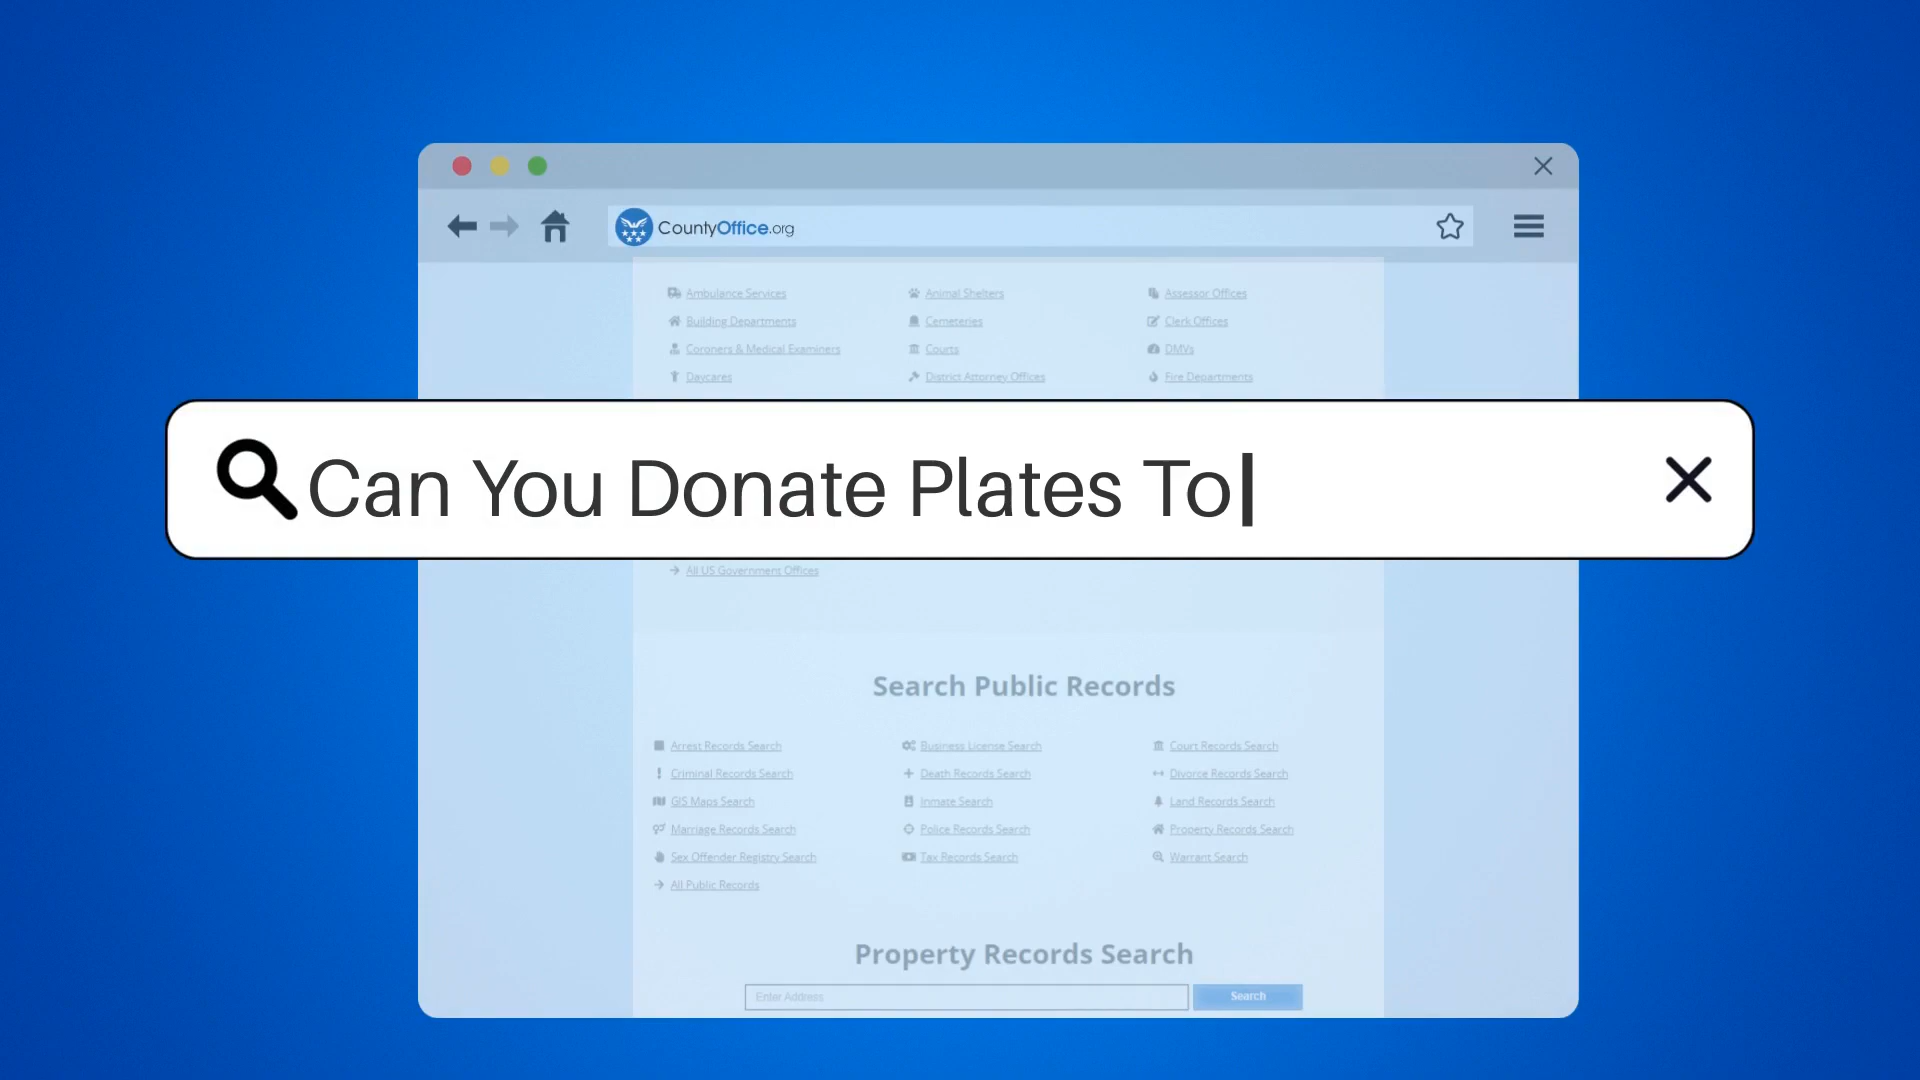 CountyOffice.org
Ambulance Services Animal Shelters Assessor Offices
Building Departments Cemeteries Clerk Offices
Coroners & Medical Examiners Courts DMVs
Daycares District Attorney Offices Fire Departments
Can You Donate Plates To
All US Government Offices
Search Public Records
Arrest Records Search Business License Search Court Records Search
Criminal Records Search Death Records Search Divorce Records Search
GIS Maps Search Inmate Search Land Records Search
Marriage Records Search Police Records Search Property Records Search
Sex Offender Registry Search Tax Records Search Warrant Search
All Public Records
Property Records Search
Enter Address Search